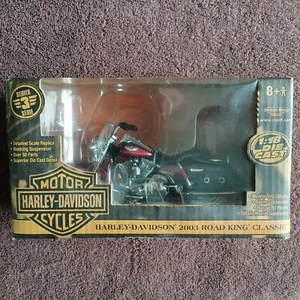 SERIES
3
SERIE
8+
• Detailed Scale Replica
• Working Suspension
• Over 50 Parts
• Superior Die Cast Detail
1:18
DIE
CAST
MOTOR
HARLEY-DAVIDSON
CYCLES
HARLEY-DAVIDSON® 2003 ROAD KING® CLASSIC